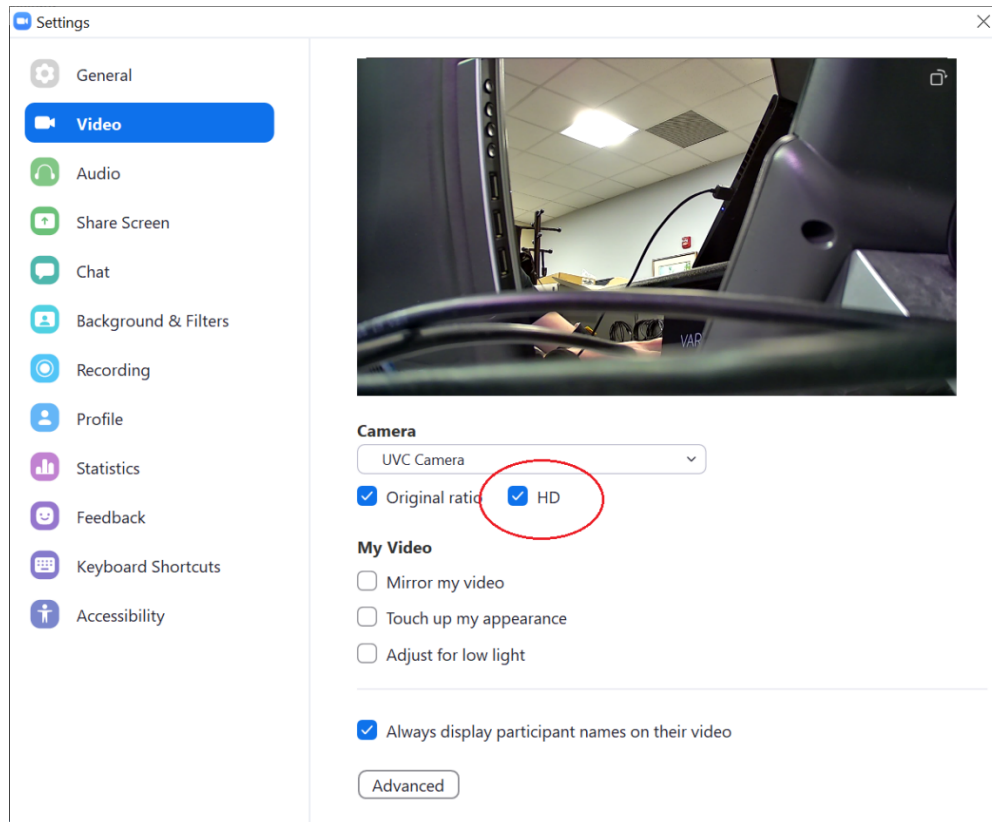 Settings
General
Video
Audio
Share Screen
Chat
Background & Filters
Recording
Profile
Statistics
Feedback
Keyboard Shortcuts
Accessibility
VAR
Camera
UVC Camera
Original ratio HD
My Video
Mirror my video
Touch up my appearance
Adjust for low light
Always display participant names on their video
Advanced